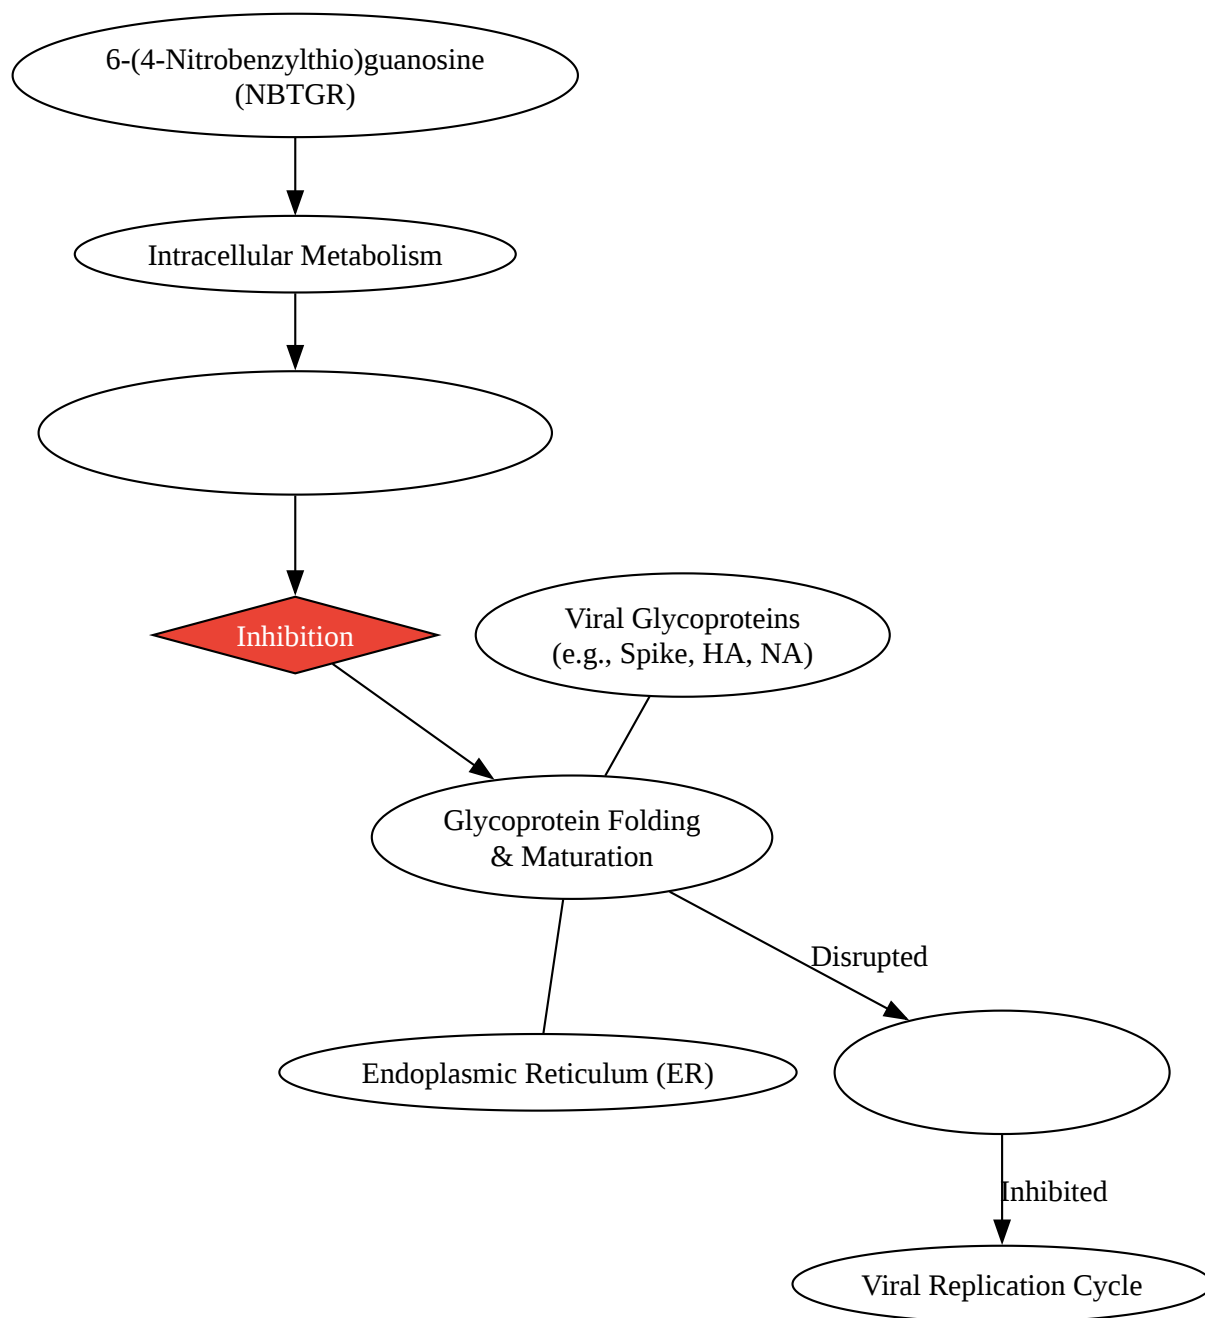 6-(4-Nitrobenzylthio)guanosine
(NBTGR)
Intracellular Metabolism
Inhibition
Viral Glycoproteins
(e.g., Spike, HA, NA)
Glycoprotein Folding
& Maturation
Disrupted
Endoplasmic Reticulum (ER)
Inhibited
Viral Replication Cycle